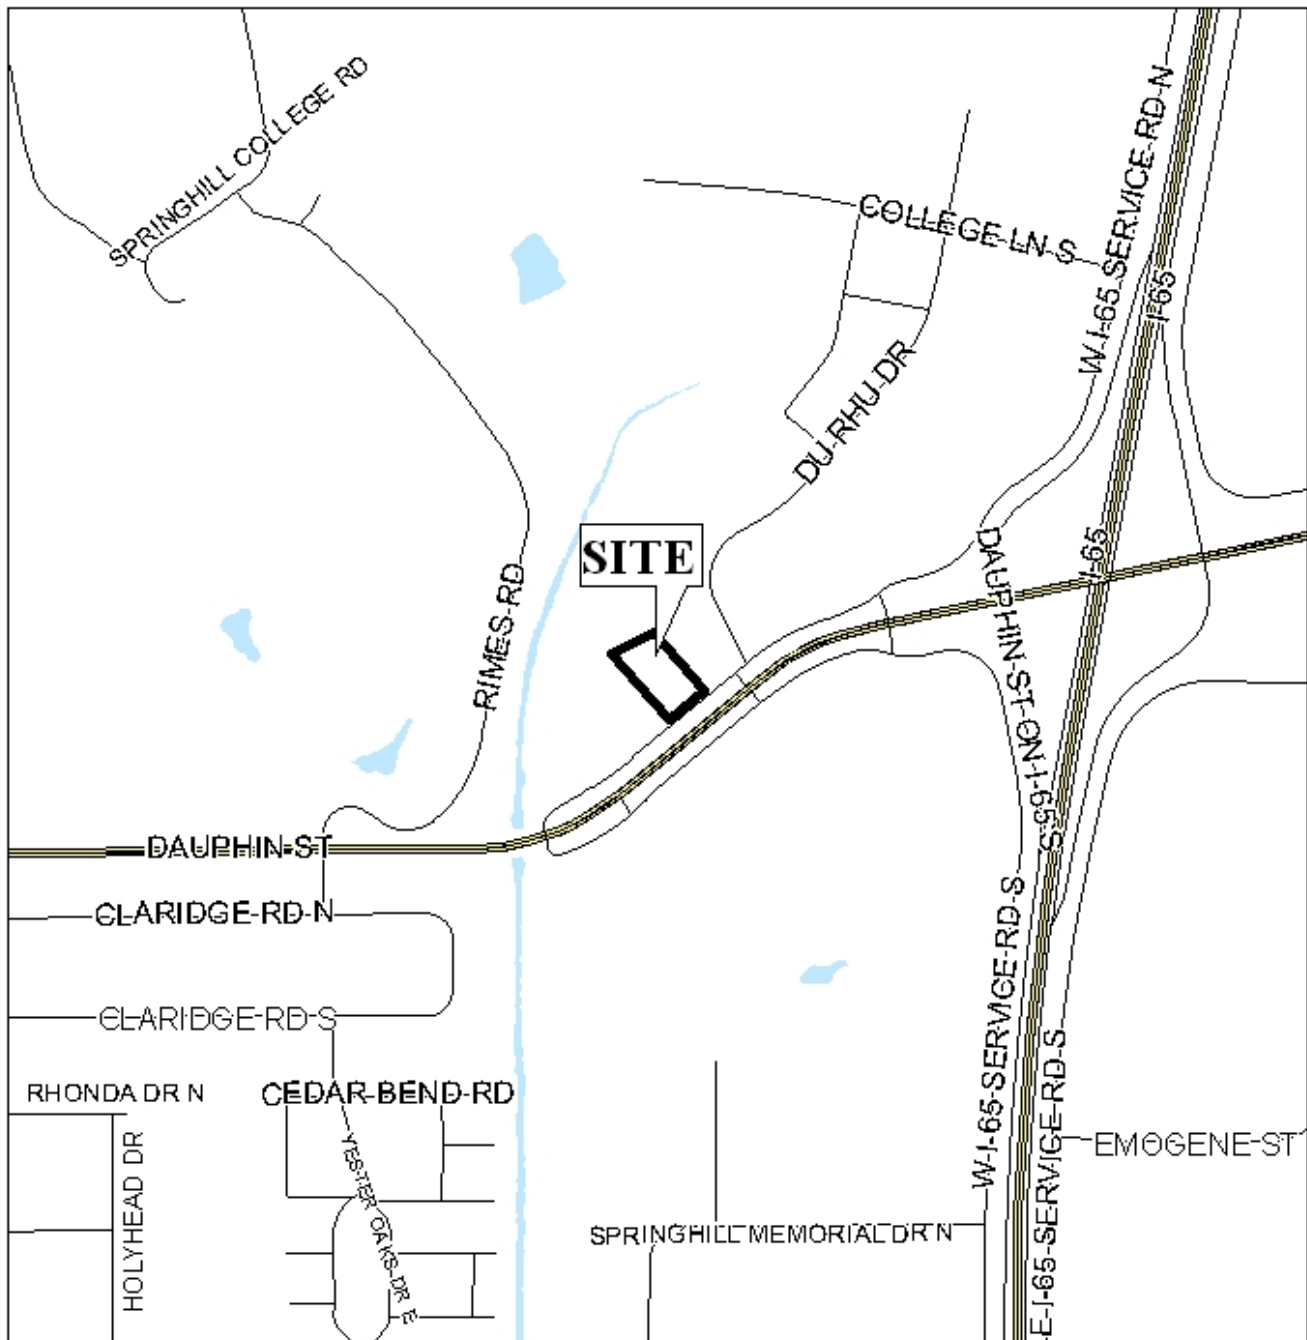 SPRINGHILL COLLEGE RD
W-I-65-SERVICE-RD-N
COLLEGE-LN-S
I-65
DU-RHU-DR
SITE
DAUPHIN-ST-ON-I-65-S
I-65
RIMES-RD
DAUPHIN-ST
CLARIDGE-RD-N
W-I-65-SERVICE-RD-S
CLARIDGE-RD-S
RHONDA DR N
CEDAR-BEND-RD
E-I-65-SERVICE-RD-S
HOLYHEAD DR
YESTER OAKS-DR E
EMOGENE-ST
SPRINGHILL MEMORIAL DR N